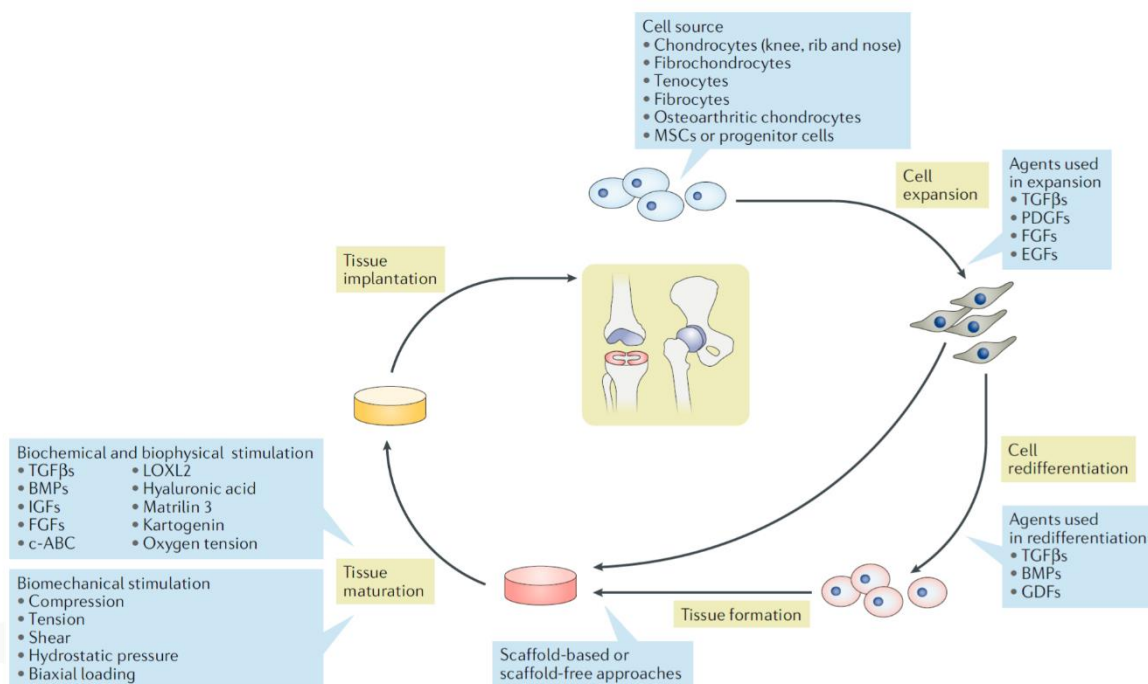 Cell source
• Chondrocytes (knee, rib and nose)
• Fibrochondrocytes
• Tenocytes
• Fibrocytes
• Osteoarthritic chondrocytes
• MSCs or progenitor cells
Cell
expansion
Agents used
in expansion
• TGFβs
• PDGFs
• FGFs
• EGFs
Tissue
implantation
Cell
redifferentiation
Agents used
in redifferentiation
• TGFβs
• BMPs
• GDFs
Tissue formation
Scaffold-based or
scaffold-free approaches
Tissue
maturation
Biochemical and biophysical stimulation
• TGFβs • LOXL2
• BMPs • Hyaluronic acid
• IGFs • Matrilin 3
• FGFs • Kartogenin
• c-ABC • Oxygen tension
Biomechanical stimulation
• Compression
• Tension
• Shear
• Hydrostatic pressure
• Biaxial loading